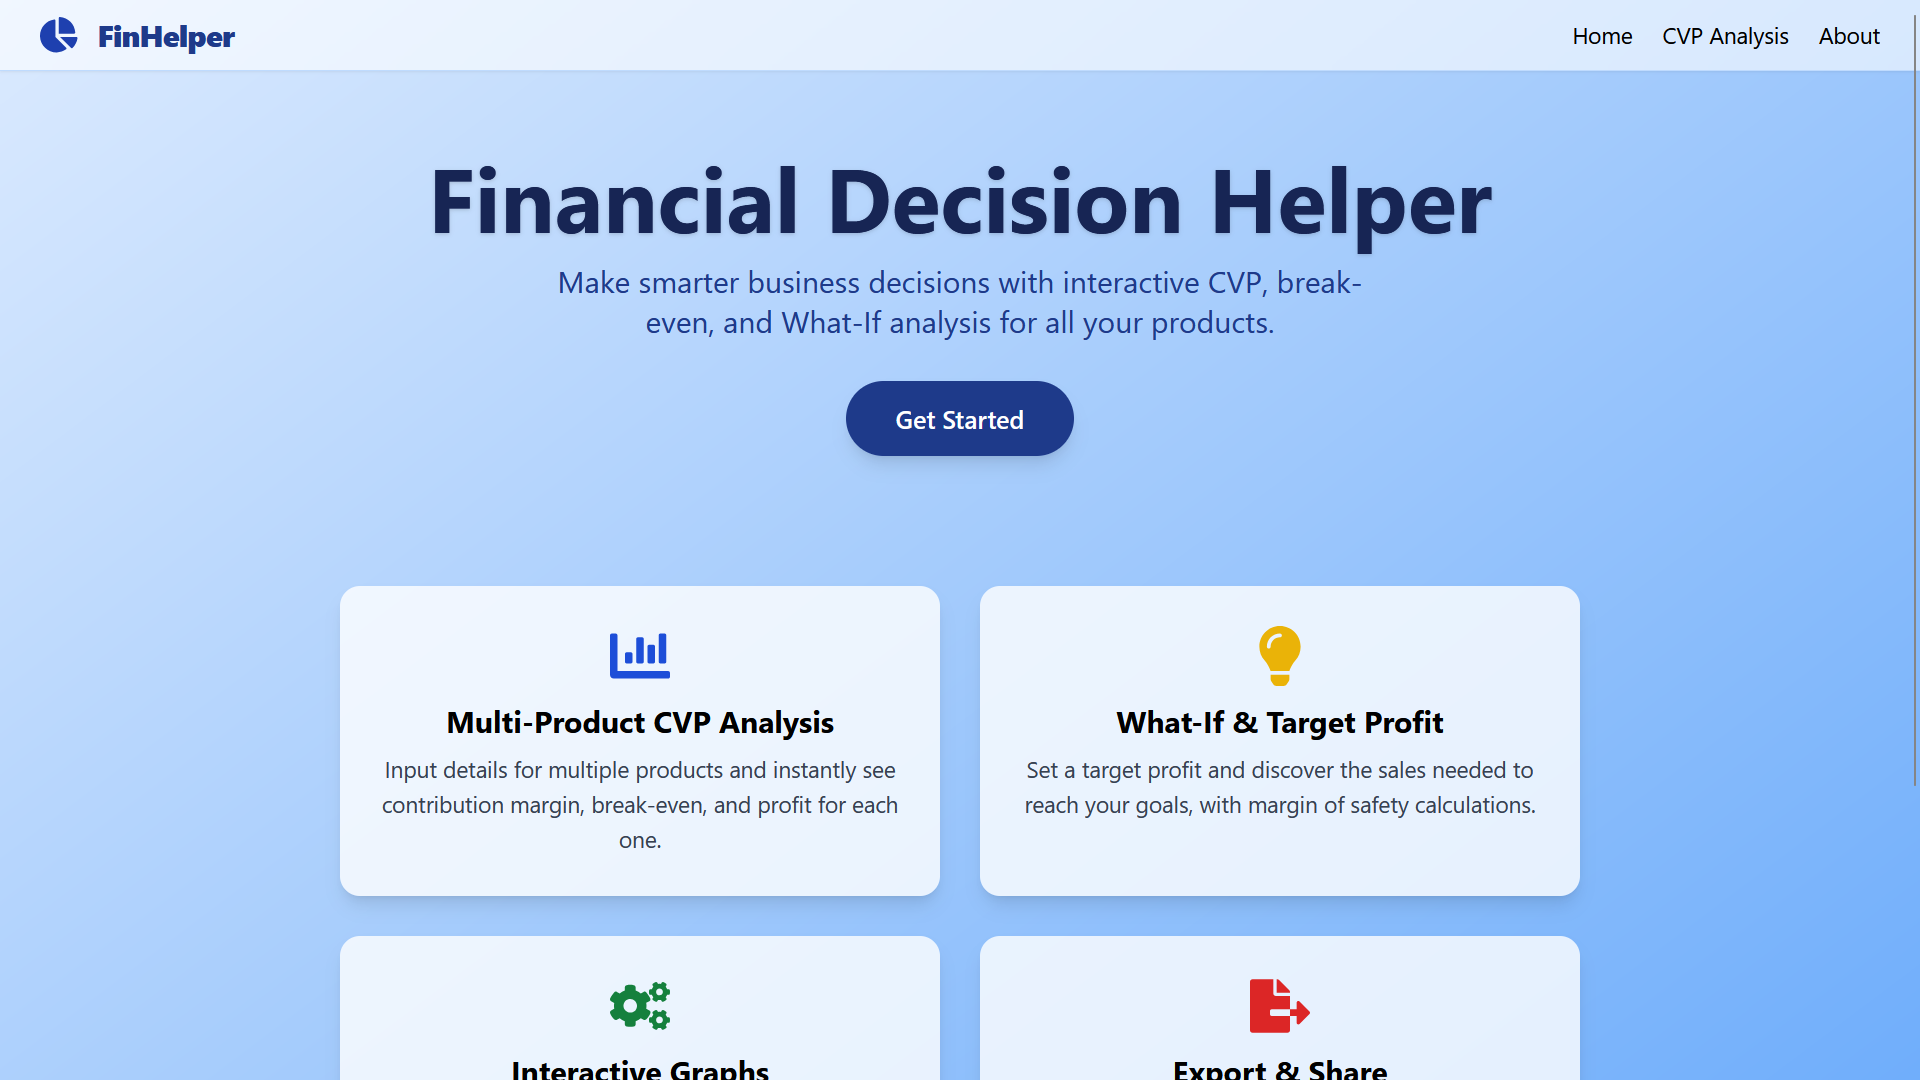 FinHelper
Home CVP Analysis About
Financial Decision Helper
Make smarter business decisions with interactive CVP, break-
even, and What-If analysis for all your products.
Get Started
Multi-Product CVP Analysis
Input details for multiple products and instantly see
contribution margin, break-even, and profit for each
one.
What-If & Target Profit
Set a target profit and discover the sales needed to
reach your goals, with margin of safety calculations.
Interactive Graphs
Export & Share